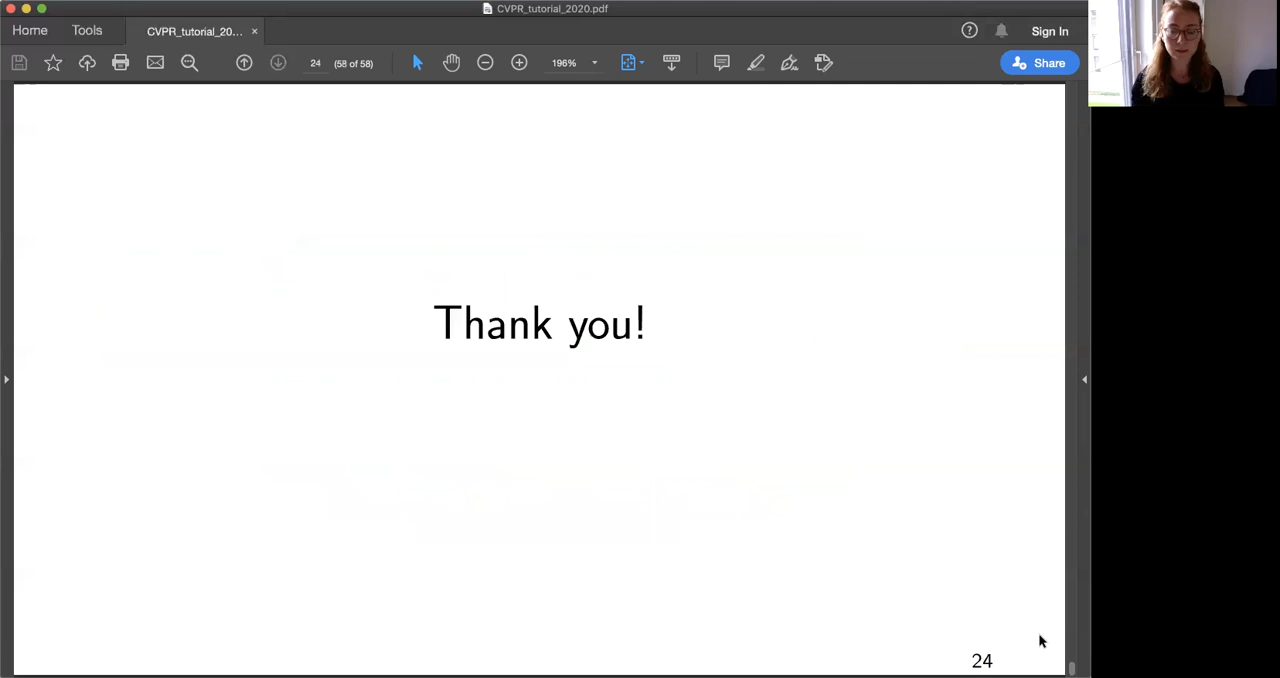 CVPR_tutorial_2020.pdf
Home
Tools
CVPR_tutorial_20...
Sign In
24
(58 of 58)
196%
Share
Thank you!
24